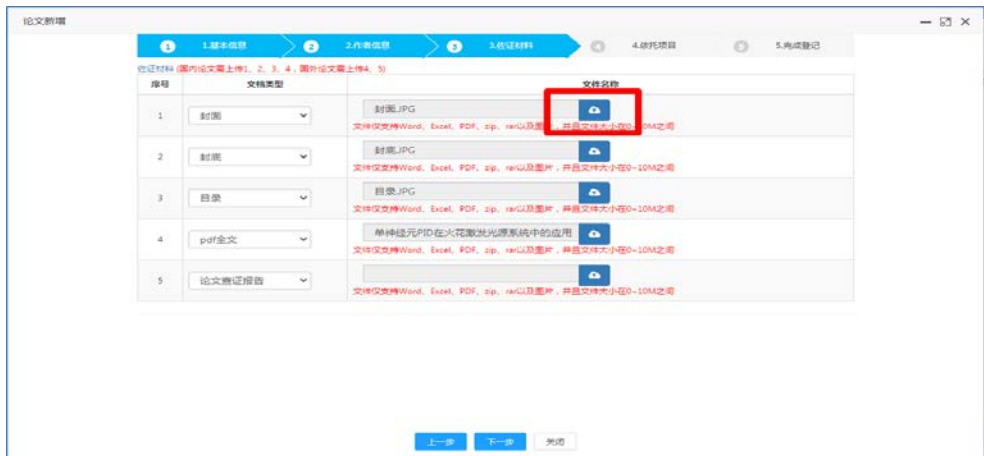 论文新增
1 1.基本信息 2 2.作者信息 3 3.佐证材料 4 4.依托项目 5 5.完成登记
佐证材料 (国内论文需上传1、2、3、4，国外论文需上传4、5)
序号 文档类型 文件名称
1 封面 封面.JPG
文件仅支持Word、Excel、PDF、zip、rar以及图片，并且文件大小在0~10M之间
2 封底 封底.JPG
文件仅支持Word、Excel、PDF、zip、rar以及图片，并且文件大小在0~10M之间
3 目录 目录.JPG
文件仅支持Word、Excel、PDF、zip、rar以及图片，并且文件大小在0~10M之间
4 pdf全文 单神经元PID在火花激发光源系统中的应用
文件仅支持Word、Excel、PDF、zip、rar以及图片，并且文件大小在0~10M之间
5 论文查证报告
文件仅支持Word、Excel、PDF、zip、rar以及图片，并且文件大小在0~10M之间
上一步 下一步 关闭